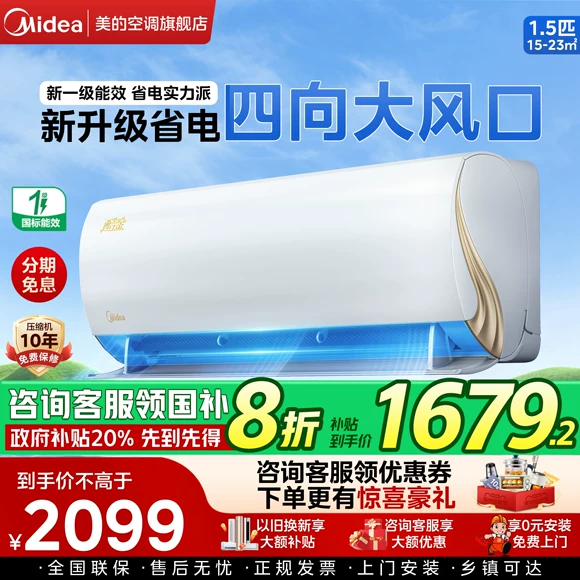 Midea 美的空调旗舰店
1.5匹
15-23㎡
新一级能效 省电实力派
新升级省电 四向大风口
1级
国标能效
分期
免息
压缩机
10年
免费保修
酷省
Midea
咨询客服领国补
政府补贴20% 先到先得
8折
补贴
到手价
1679.2
到手价不高于
¥2099
咨询客服领优惠券
下单更有惊喜豪礼
以旧换新享
大额补贴
咨询客服享
大额优惠
享0元安装
免费上门
全国联保·售后无忧·正规发票·上门安装·乡镇可达